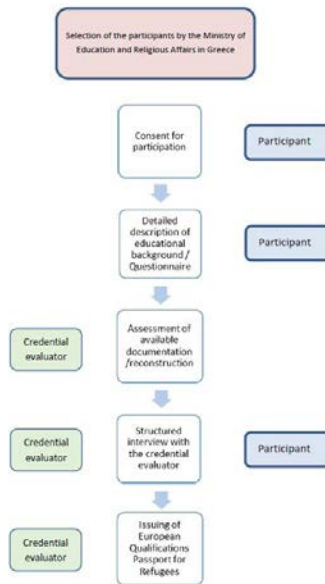 Selection of the participants by the Ministry of
Education and Religious Affairs in Greece
Consent for
participation
Participant
Detailed
description of
educational
background /
Questionnaire
Participant
Credential
evaluator
Assessment of
available
documentation
/reconstruction
Credential
evaluator
Structured
interview with
the credential
evaluator
Participant
Credential
evaluator
Issuing of
European
Qualifications
Passport for
Refugees